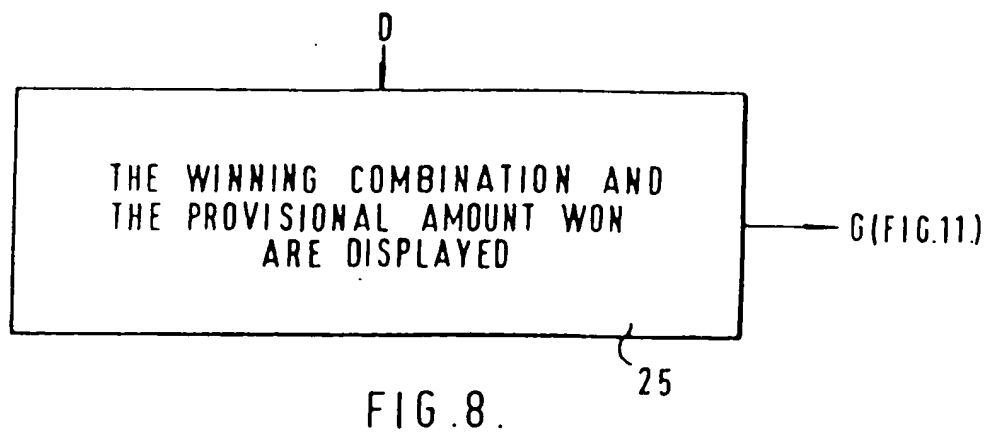 D
THE WINNING COMBINATION AND
THE PROVISIONAL AMOUNT WON
ARE DISPLAYED
G(FIG.11.)
25
FIG.8.